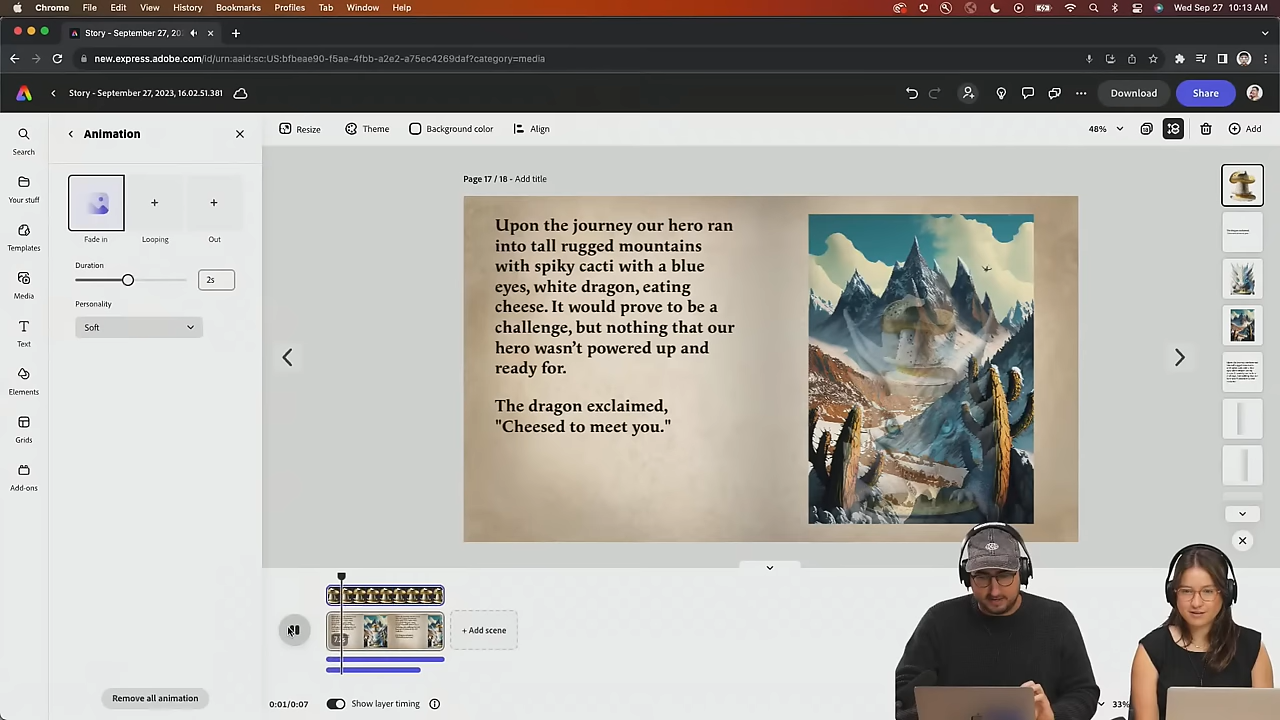 Chrome File Edit View History Bookmarks Profiles Tab Window Help Wed Sep 27 10:13 AM
Story - September 27, 20
new.express.adobe.com/id/urn:aaid:sc:US:bfbeae90-f5ae-4fbb-a2e2-a75ec4269daf?category=media
Story - September 27, 2023, 16.02.51.381 Download Share
Search
Your stuff
Templates
Media
Text
Elements
Grids
Add-ons
Animation
Fade in Looping Out
Duration
2s
Personality
Soft
Remove all animation
Resize Theme Background color Align 48% Add
Page 17 / 18 - Add title
Upon the journey our hero ran
into tall rugged mountains
with spiky cacti with a blue
eyes, white dragon, eating
cheese. It would prove to be a
challenge, but nothing that our
hero wasn't powered up and
ready for.
The dragon exclaimed,
"Cheesed to meet you."
+ Add scene
0:01/0:07 Show layer timing 33%